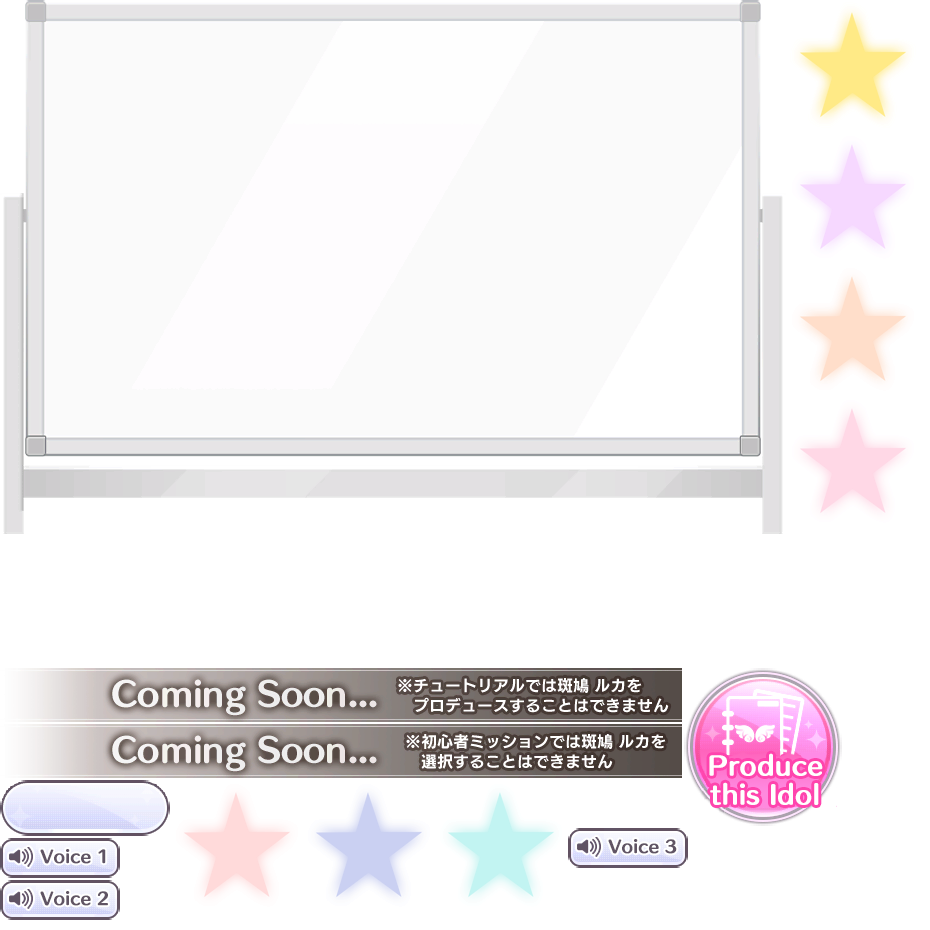 Coming Soon...
※チュートリアルでは斑鳩 ルカを
プロデュースすることはできません
Coming Soon...
※初心者ミッションでは斑鳩 ルカを
選択することはできません
Produce
this Idol
Voice 1
Voice 2
Voice 3